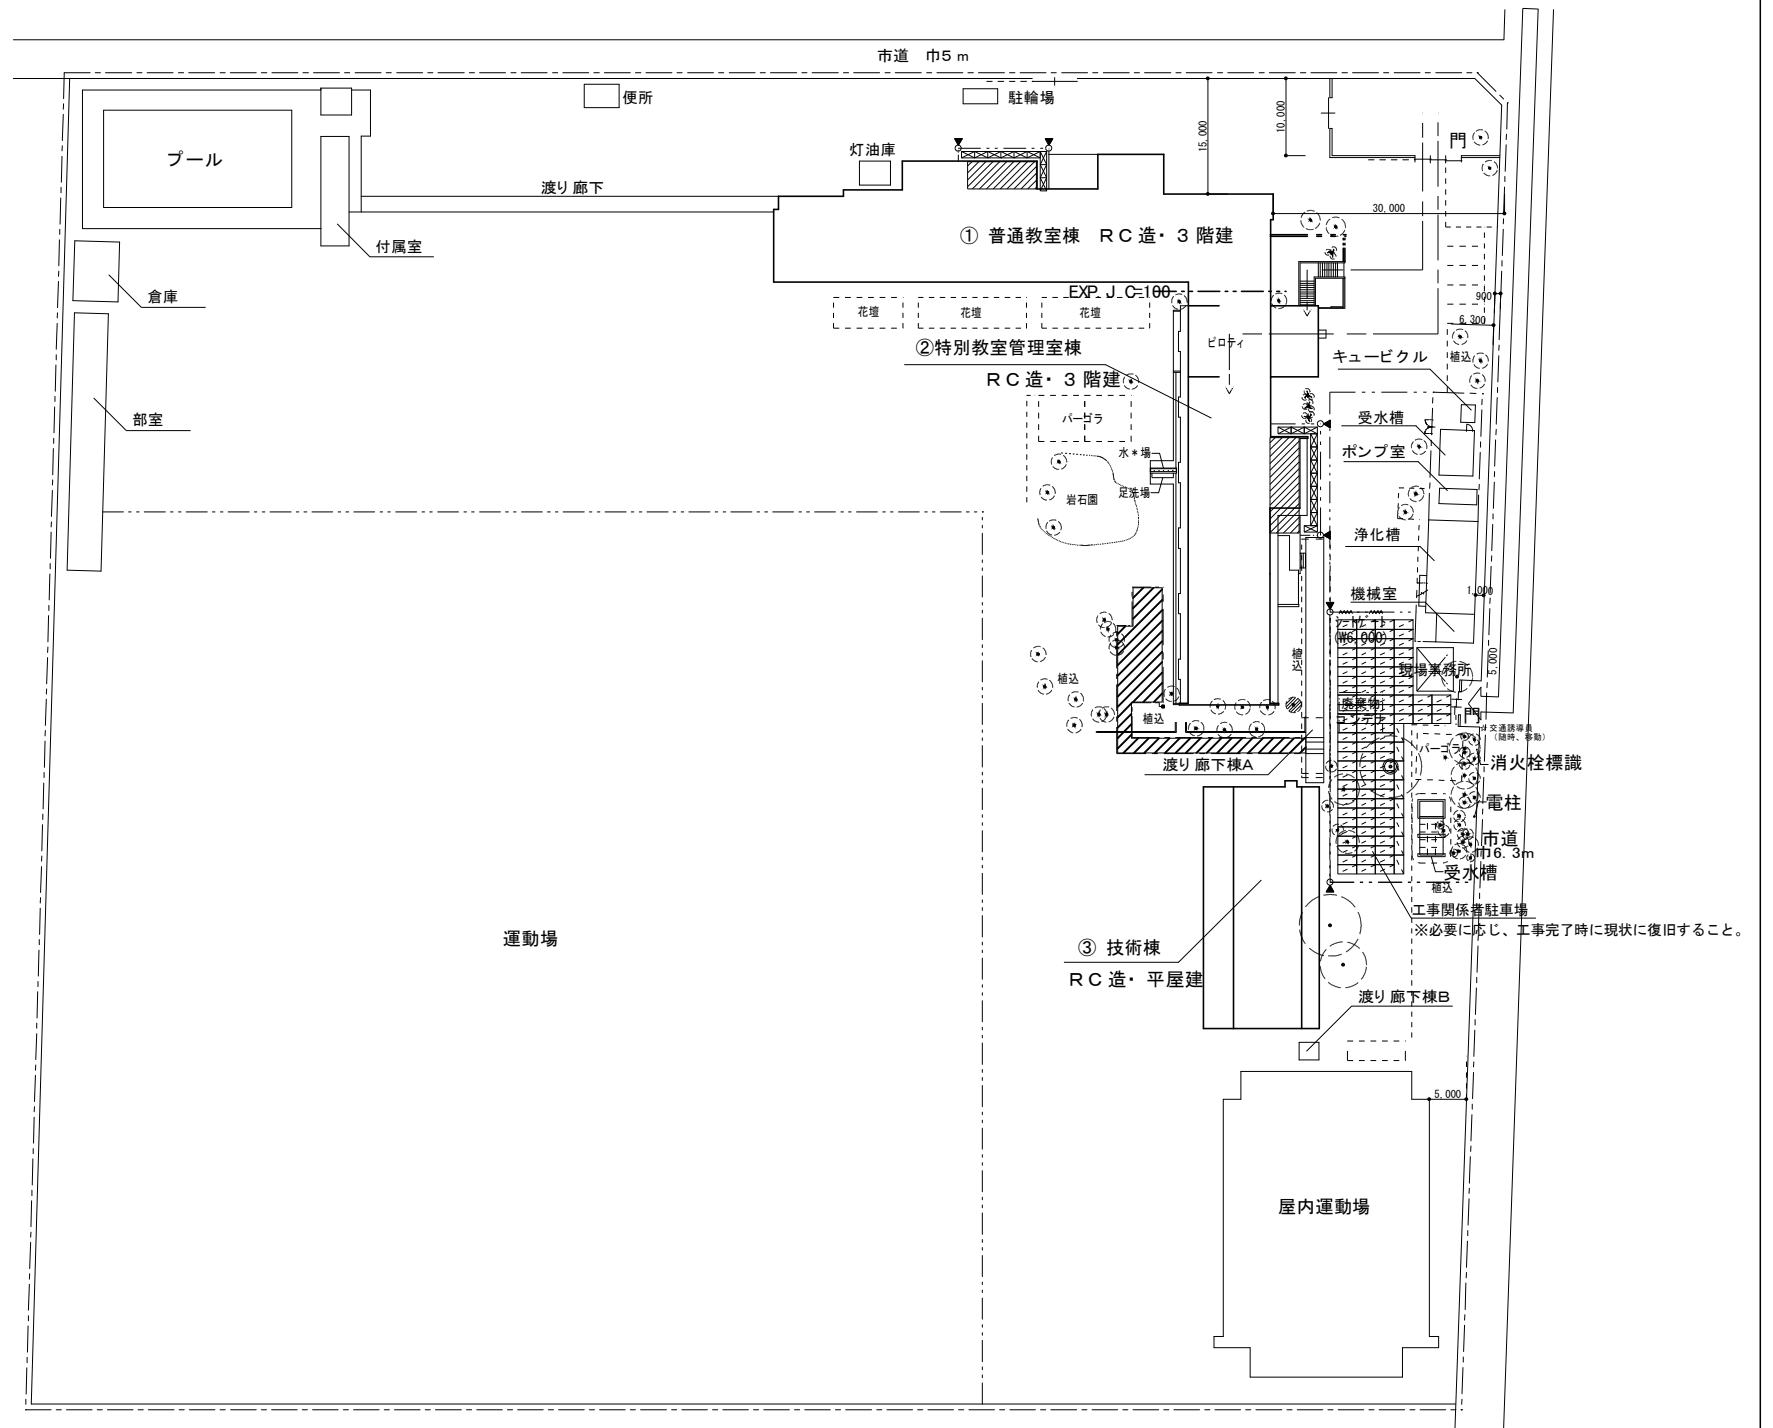 市道　巾5ｍ
便所
駐輪場
15,000
10,000
門
プール
灯油庫
渡り廊下
30,000
付属室
① 普通教室棟　ＲＣ造・３階建
倉庫
EXP.J C=100
900
花壇
花壇
花壇
6,300
ピロティ
②特別教室管理室棟
キュービクル
植込
ＲＣ造・３階建
部室
パーゴラ
受水槽
水＊場
ポンプ室
足洗場
岩石園
浄化槽
機械室
1,000
(W6,000)
植込
5,000
現場事務所
植込
廃棄物
コンテナ
植込
門
交通誘導員
（随時、移動）
パーゴラ
渡り廊下棟A
消火栓標識
電柱
市道
巾6.3m
受水槽
植込
工事関係者駐車場
※必要に応じ、工事完了時に現状に復旧すること。
運動場
③ 技術棟
ＲＣ造・平屋建
渡り廊下棟B
5,000
屋内運動場